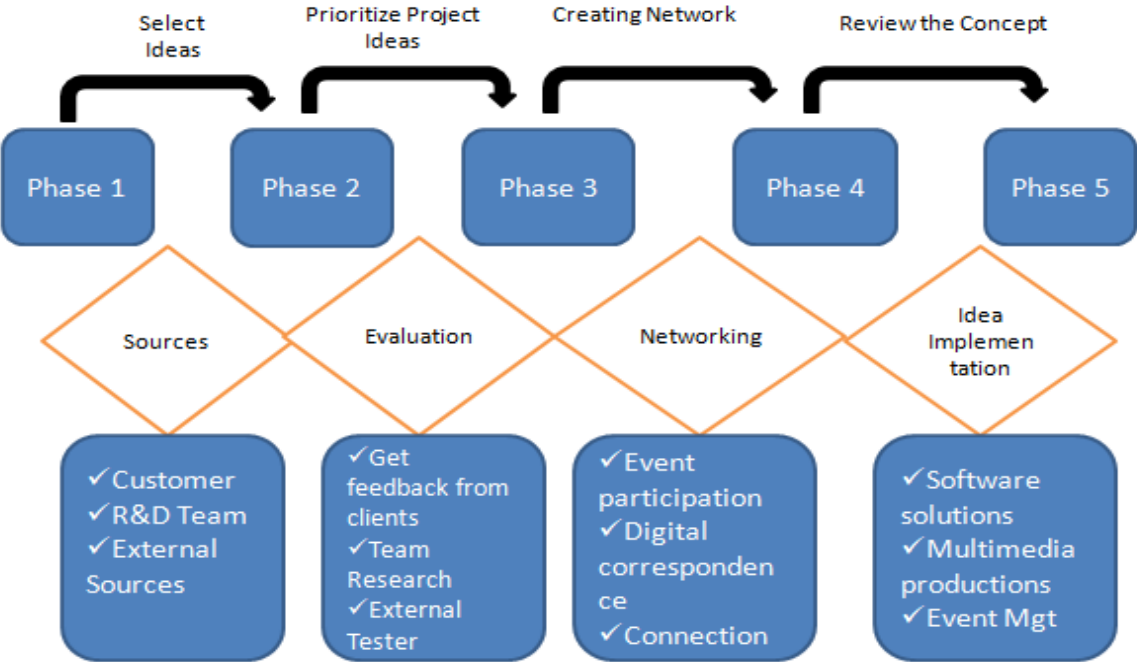 Select
Ideas
Prioritize Project
Ideas
Creating Network
Review the Concept
Phase 1
Phase 2
Phase 3
Phase 4
Phase 5
Sources
Evaluation
Networking
Idea
Implemen
tation
✓Customer
✓R&D Team
✓External
Sources
✓Get
feedback from
clients
✓Team
Research
✓External
Tester
✓Event
participation
✓Digital
corresponden
ce
✓Connection
✓Software
solutions
✓Multimedia
productions
✓Event Mgt